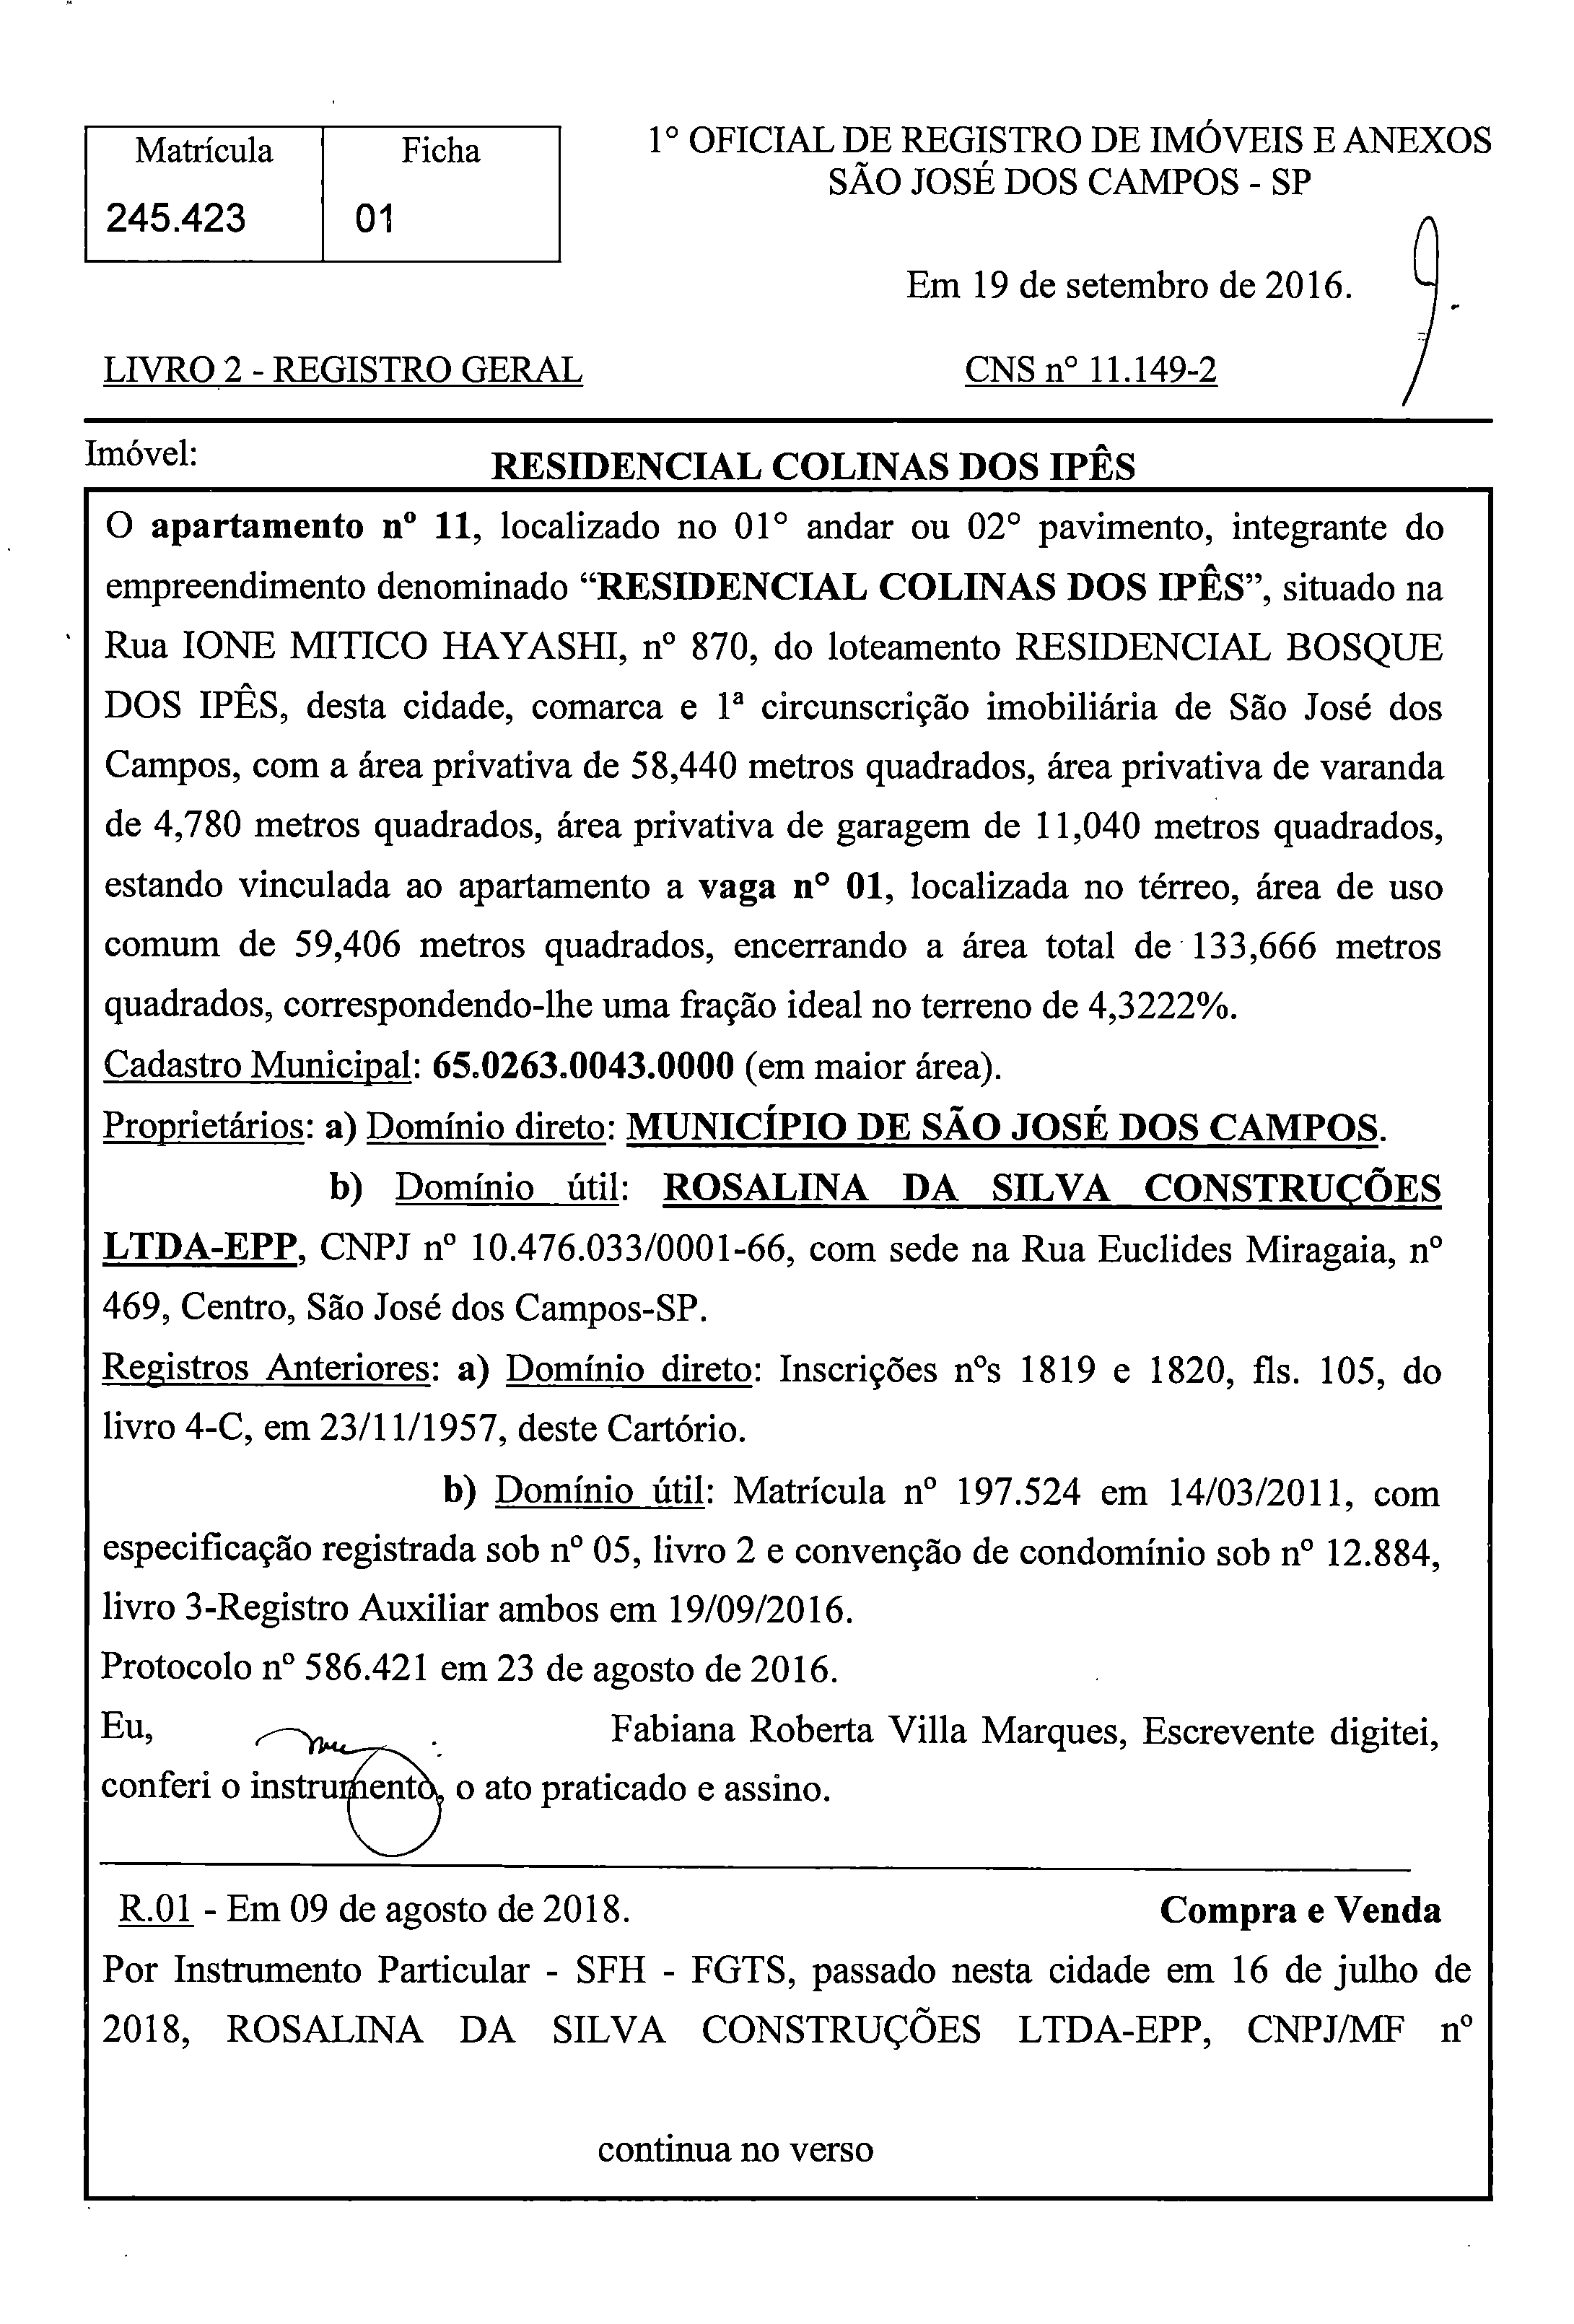 Matrícula
Ficha
245.423
01
1º OFICIAL DE REGISTRO DE IMÓVEIS E ANEXOS
SÃO JOSÉ DOS CAMPOS - SP
Em 19 de setembro de 2016.
LIVRO 2 - REGISTRO GERAL
CNS nº 11.149-2
Imóvel:
RESIDENCIAL COLINAS DOS IPÊS
O apartamento nº 11, localizado no 01º andar ou 02º pavimento, integrante do
empreendimento denominado “RESIDENCIAL COLINAS DOS IPÊS”, situado na
Rua IONE MITICO HAYASHI, nº 870, do loteamento RESIDENCIAL BOSQUE
DOS IPÊS, desta cidade, comarca e 1ª circunscrição imobiliária de São José dos
Campos, com a área privativa de 58,440 metros quadrados, área privativa de varanda
de 4,780 metros quadrados, área privativa de garagem de 11,040 metros quadrados,
estando vinculada ao apartamento a vaga nº 01, localizada no térreo, área de uso
comum de 59,406 metros quadrados, encerrando a área total de 133,666 metros
quadrados, correspondendo-lhe uma fração ideal no terreno de 4,3222%.
Cadastro Municipal: 65.0263.0043.0000 (em maior área).
Proprietários: a) Domínio direto: MUNICÍPIO DE SÃO JOSÉ DOS CAMPOS.
b) Domínio útil: ROSALINA DA SILVA CONSTRUÇÕES
LTDA-EPP, CNPJ nº 10.476.033/0001-66, com sede na Rua Euclides Miragaia, nº
469, Centro, São José dos Campos-SP.
Registros Anteriores: a) Domínio direto: Inscrições nºs 1819 e 1820, fls. 105, do
livro 4-C, em 23/11/1957, deste Cartório.
b) Domínio útil: Matrícula nº 197.524 em 14/03/2011, com
especificação registrada sob nº 05, livro 2 e convenção de condomínio sob nº 12.884,
livro 3-Registro Auxiliar ambos em 19/09/2016.
Protocolo nº 586.421 em 23 de agosto de 2016.
Eu, Fabiana Roberta Villa Marques, Escrevente digitei,
conferi o instrumento, o ato praticado e assino.
R.01 - Em 09 de agosto de 2018. Compra e Venda
Por Instrumento Particular - SFH - FGTS, passado nesta cidade em 16 de julho de
2018, ROSALINA DA SILVA CONSTRUÇÕES LTDA-EPP, CNPJ/MF nº
continua no verso